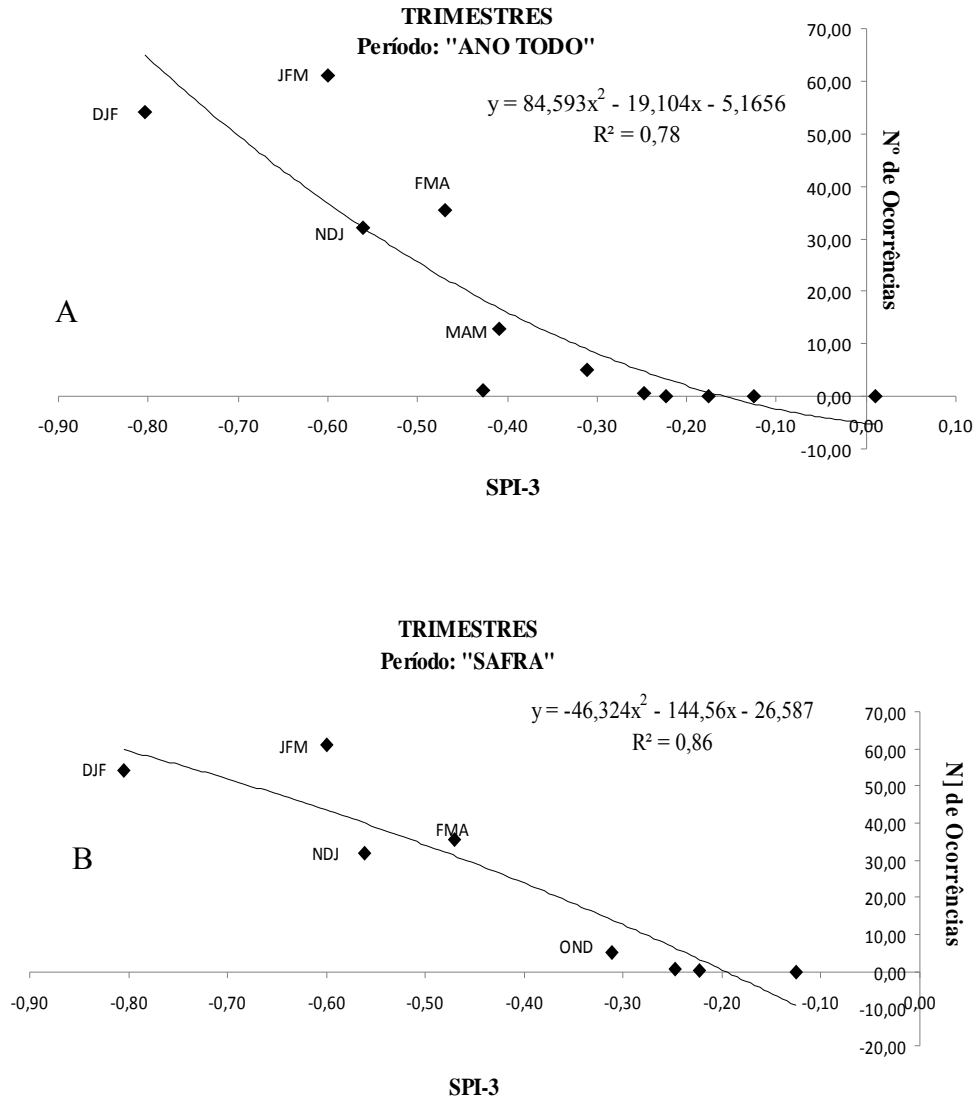 TRIMESTRES
Período: "ANO TODO"
y = 84,593x² - 19,104x - 5,1656
R² = 0,78
DJF
JFM
FMA
NDJ
MAM
A
70,00
60,00
50,00
40,00
30,00
20,00
10,00
0,00
-10,00
Nº de Ocorrências
-0,90 -0,80 -0,70 -0,60 -0,50 -0,40 -0,30 -0,20 -0,10 0,00 0,10
SPI-3
TRIMESTRES
Período: "SAFRA"
y = -46,324x² - 144,56x - 26,587
R² = 0,86
DJF
JFM
NDJ
FMA
OND
B
70,00
60,00
50,00
40,00
30,00
20,00
10,00
0,00
-10,00
-20,00
N] de Ocorrências
-0,90 -0,80 -0,70 -0,60 -0,50 -0,40 -0,30 -0,20 -0,10 0,00
SPI-3